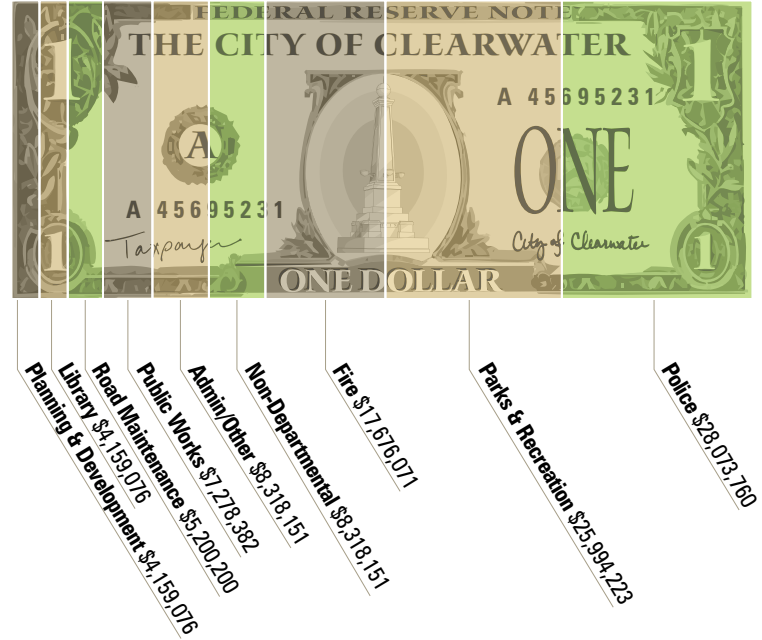 FEDERAL RESERVE NOTE
THE CITY OF CLEARWATER
1
1
A 45695231
A
ONE
A 45695231
Taxpayer
City of Clearwater
1
1
ONE DOLLAR
Planning & Development $4,159,076
Library $4,159,076
Road Maintenance $5,200,200
Public Works $7,278,382
Admin/Other $8,318,151
Non-Departmental $8,318,151
Fire $17,676,071
Parks & Recreation $25,994,223
Police $28,073,760